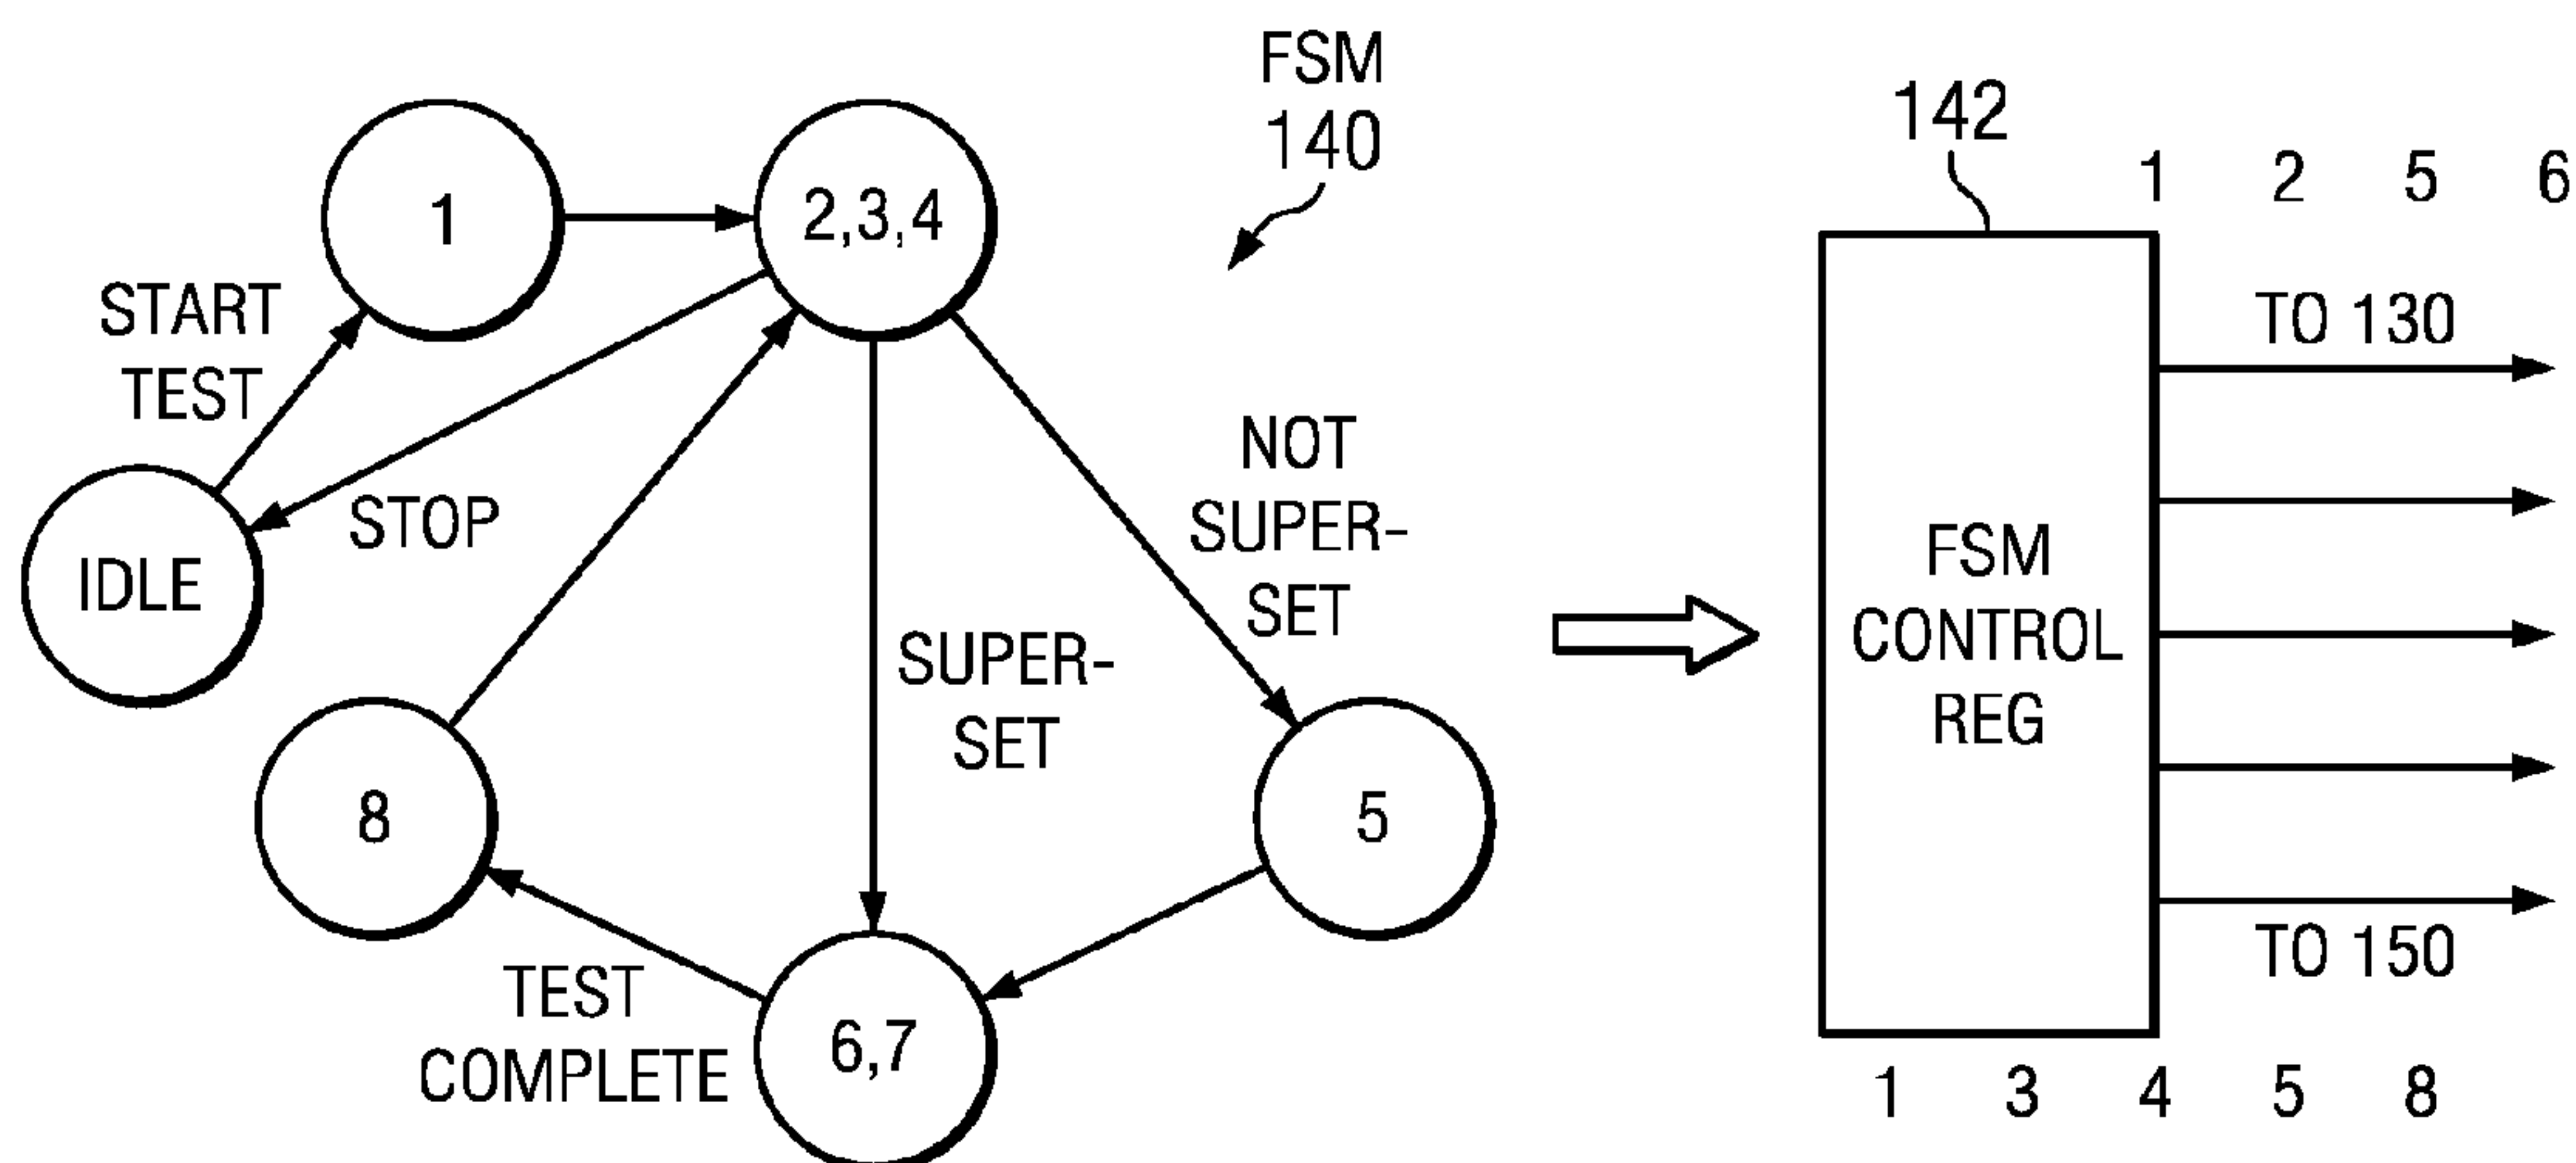 FSM
140
142
1 2 5 6
1
2,3,4
START
TEST
TO 130
STOP
NOT
SUPER-
SET
IDLE
SUPER-
SET
FSM
CONTROL
REG
8
5
TEST
COMPLETE
6,7
TO 150
1 3 4 5 8